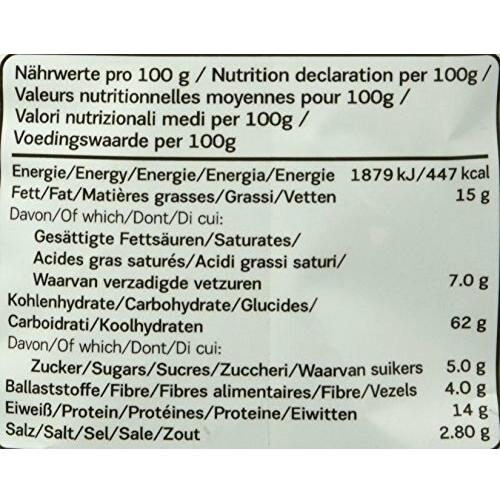 Nährwerte pro 100 g / Nutrition declaration per 100g /
Valeurs nutritionnelles moyennes pour 100g /
Valori nutrizionali medi per 100g /
Voedingswaarde per 100g
Energie/Energy/Energie/Energia/Energie 1879 kJ/447 kcal
Fett/Fat/Matières grasses/Grassi/Vetten 15 g
Davon/Of which/Dont/Di cui:
Gesättigte Fettsäuren/Saturates/
Acides gras saturés/Acidi grassi saturi/
Waarvan verzadigde vetzuren 7.0 g
Kohlenhydrate/Carbohydrate/Glucides/
Carboidrati/Koolhydraten 62 g
Davon/Of which/Dont/Di cui:
Zucker/Sugars/Sucres/Zuccheri/Waarvan suikers 5.0 g
Ballaststoffe/Fibre/Fibres alimentaires/Fibre/Vezels 4.0 g
Eiweiß/Protein/Protéines/Proteine/Eiwitten 14 g
Salz/Salt/Sel/Sale/Zout 2.80 g